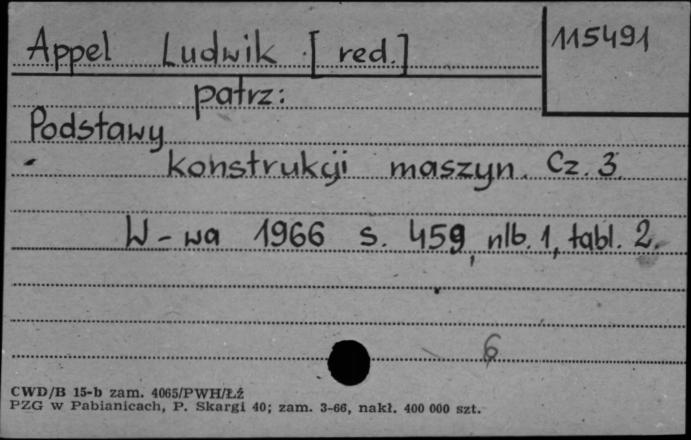 Appel Ludwik [red.]
115491
patrz:
Podstawy
konstrukcji maszyn. Cz. 3.
W-wa 1966 s. 459, nlb. 1, tabl. 2.
6
CWD/B 15-b zam. 4065/PWH/Łź
PZG w Pabianicach, P. Skargi 40; zam. 3-66, nakł. 400 000 szt.